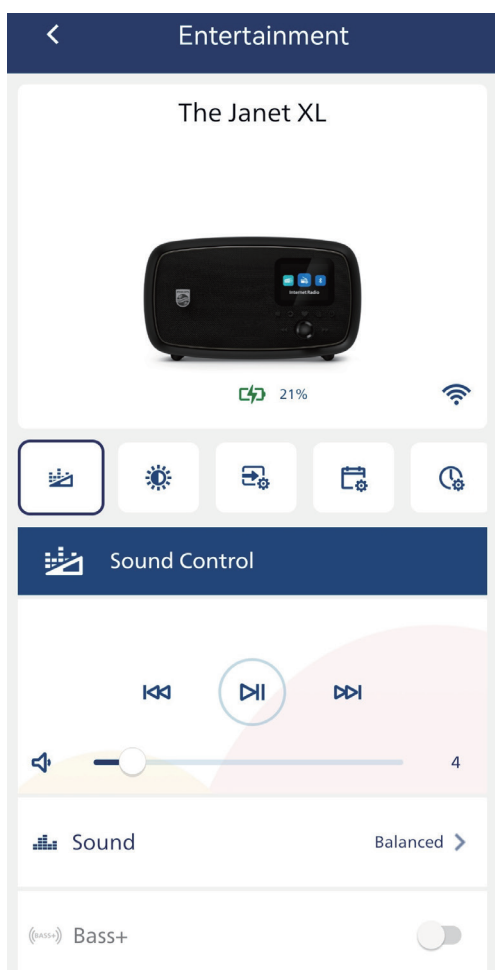 Entertainment
The Janet XL
Internet Radio
21%
Sound Control
4
Sound
Balanced
BASS+
Bass+